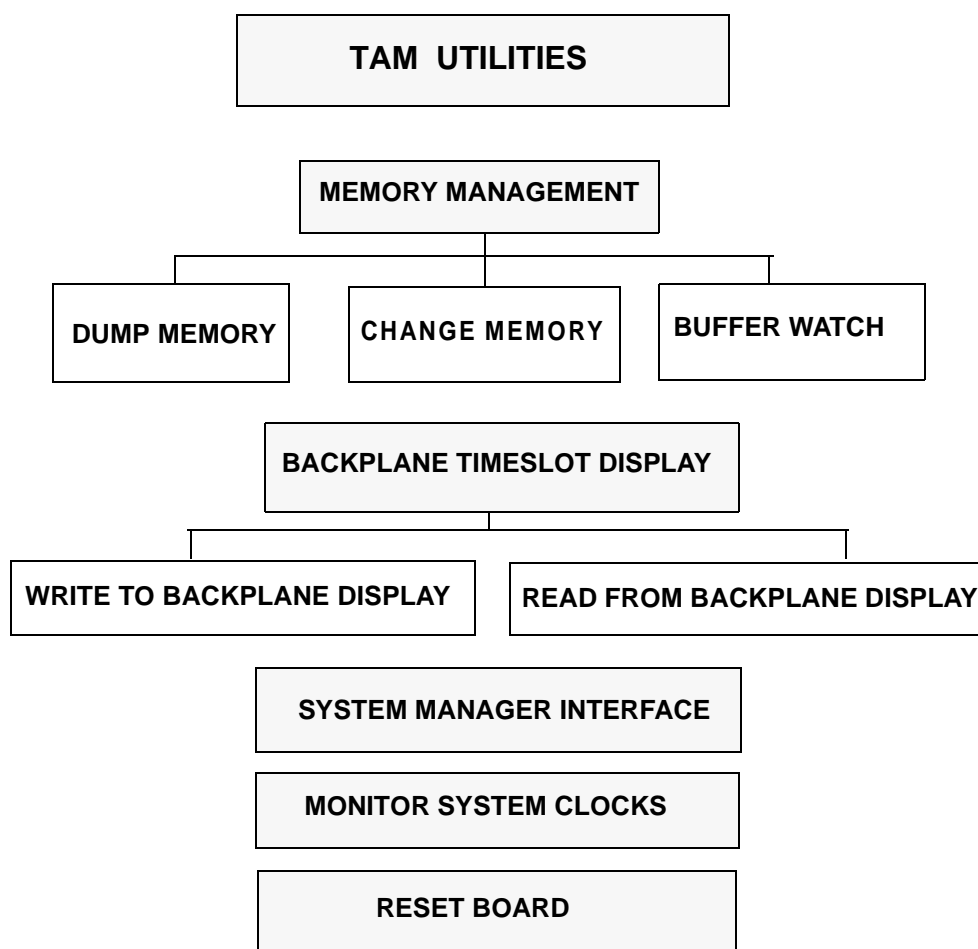 TAM UTILITIES
MEMORY MANAGEMENT
DUMP MEMORY
CHANGE MEMORY
BUFFER WATCH
BACKPLANE TIMESLOT DISPLAY
WRITE TO BACKPLANE DISPLAY
READ FROM BACKPLANE DISPLAY
SYSTEM MANAGER INTERFACE
MONITOR SYSTEM CLOCKS
RESET BOARD